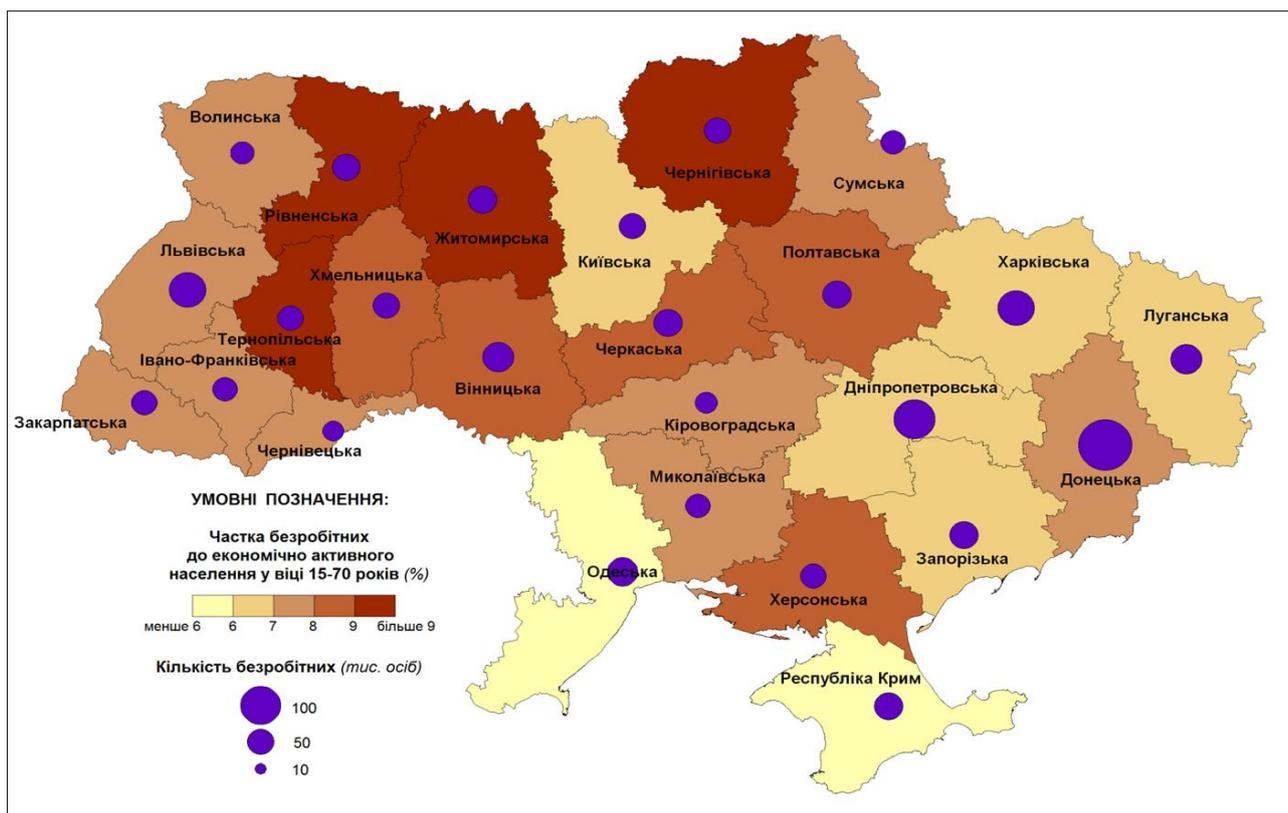 Волинська
Рівненська
Житомирська
Чернігівська
Сумська
Київська
Львівська
Хмельницька
Тернопільська
Івано-Франківська
Закарпатська
Чернівецька
Вінницька
Черкаська
Полтавська
Харківська
Луганська
Дніпропетровська
Кіровоградська
Донецька
Миколаївська
Запорізька
Одеська
Херсонська
Республіка Крим
УМОВНІ ПОЗНАЧЕННЯ:
Частка безробітних
до економічно активного
населення у віці 15-70 років (%)
менше 6 6 7 8 9 більше 9
Кількість безробітних (тис. осіб)
100
50
10